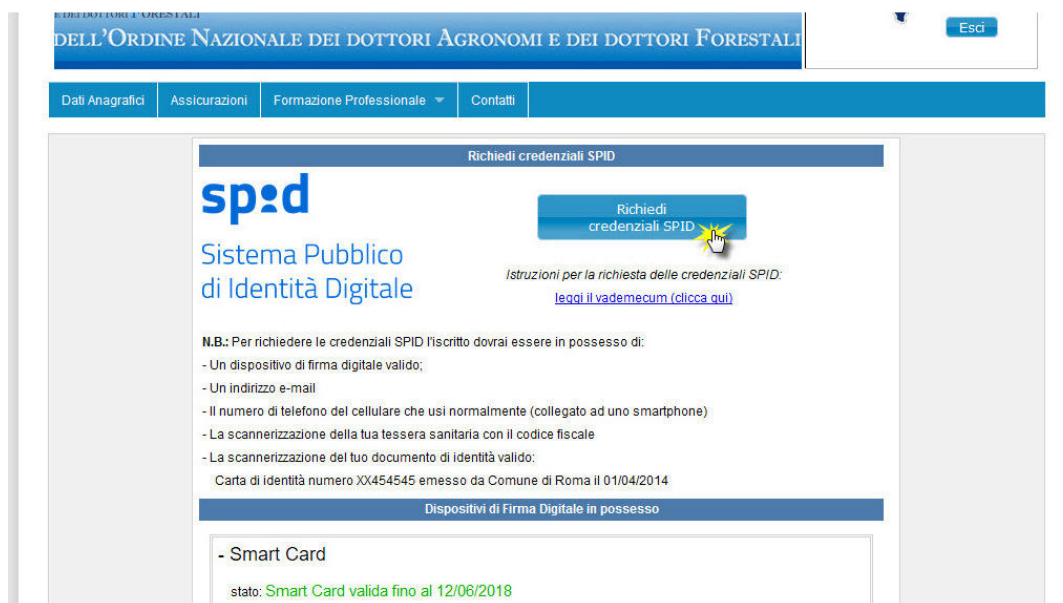 E DEI DOTTORI FORESTALI
DELL'ORDINE NAZIONALE DEI DOTTORI AGRONOMI E DEI DOTTORI FORESTALI
Esci
Dati Anagrafici Assicurazioni Formazione Professionale Contatti
Richiedi credenziali SPID
spid
Richiedi
credenziali SPID
Sistema Pubblico
di Identità Digitale
Istruzioni per la richiesta delle credenziali SPID:
leggi il vademecum (clicca qui)
N.B.: Per richiedere le credenziali SPID l'iscritto dovrai essere in possesso di:
- Un dispositivo di firma digitale valido;
- Un indirizzo e-mail
- Il numero di telefono del cellulare che usi normalmente (collegato ad uno smartphone)
- La scannerizzazione della tua tessera sanitaria con il codice fiscale
- La scannerizzazione del tuo documento di identità valido:
Carta di identità numero XX454545 emesso da Comune di Roma il 01/04/2014
Dispositivi di Firma Digitale in possesso
- Smart Card
stato: Smart Card valida fino al 12/06/2018